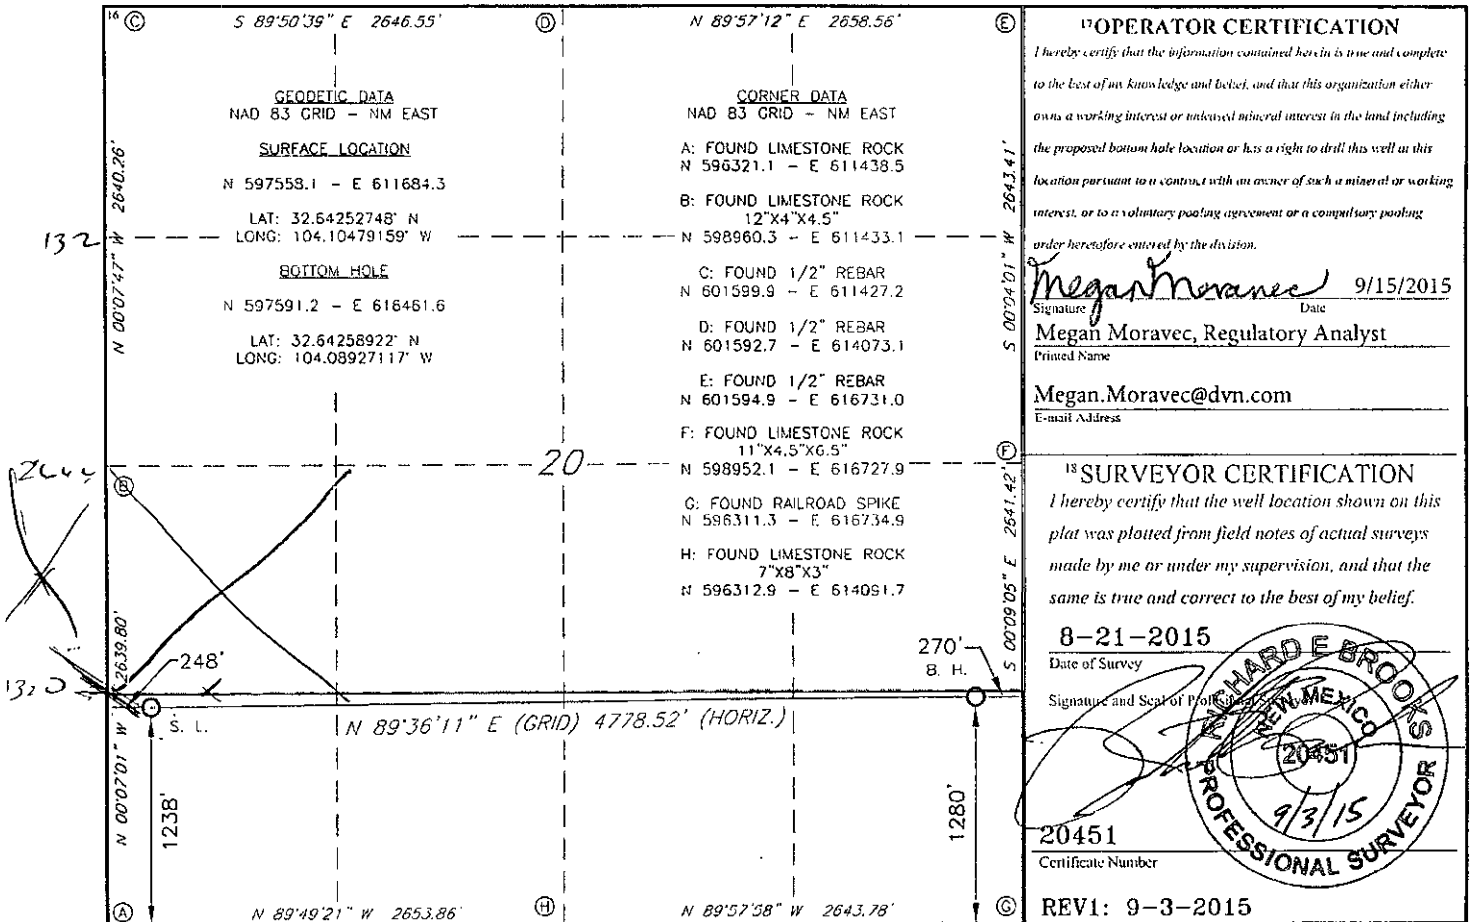 16 C S 89°50'39" E 2646.55' D N 89°57'12" E 2658.56' E
GEODETIC DATA
NAD 83 GRID - NM EAST
SURFACE LOCATION
N 597558.1 - E 611684.3
LAT: 32.64252748° N
LONG: 104.10479159° W
BOTTOM HOLE
N 597591.2 - E 616461.6
LAT: 32.64258922° N
LONG: 104.08927117° W
CORNER DATA
NAD 83 GRID - NM EAST
A: FOUND LIMESTONE ROCK
N 596321.1 - E 611438.5
B: FOUND LIMESTONE ROCK
12"X4"X4.5"
N 598960.3 - E 611433.1
C: FOUND 1/2" REBAR
N 601599.9 - E 611427.2
D: FOUND 1/2" REBAR
N 601592.7 - E 614073.1
E: FOUND 1/2" REBAR
N 601594.9 - E 616731.0
F: FOUND LIMESTONE ROCK
11"X4.5"X6.5"
N 598952.1 - E 616727.9
G: FOUND RAILROAD SPIKE
N 596311.3 - E 616734.9
H: FOUND LIMESTONE ROCK
7"X8"X3"
N 596312.9 - E 614091.7
N 00°07'47" W 2640.26'
132
S 00°04'01" W 2643.41'
20
B
F
N 00°07'01" W 2639.80'
S 00°09'05" E 2641.42'
1320
248'
S. L.
270'
B. H.
N 89°36'11" E (GRID) 4778.52' (HORIZ.)
1238'
1280'
A N 89°49'21" W 2653.86' H N 89°57'58" W 2643.78' G
17 OPERATOR CERTIFICATION
I hereby certify that the information contained herein is true and complete
to the best of my knowledge and belief, and that this organization either
owns a working interest or unleased mineral interest in the land including
the proposed bottom hole location or has a right to drill this well at this
location pursuant to a contract with an owner of such a mineral or working
interest, or to a voluntary pooling agreement or a compulsory pooling
order heretofore entered by the division.
Megan Moravec 9/15/2015
Signature Date
Megan Moravec, Regulatory Analyst
Printed Name
Megan.Moravec@dvn.com
E-mail Address
18 SURVEYOR CERTIFICATION
I hereby certify that the well location shown on this
plat was plotted from field notes of actual surveys
made by me or under my supervision, and that the
same is true and correct to the best of my belief.
8-21-2015
Date of Survey
Signature and Seal of Professional Surveyor
RICHARD E BROOKS
NEW MEXICO
20451
9/3/15
PROFESSIONAL SURVEYOR
20451
Certificate Number
REV1: 9-3-2015